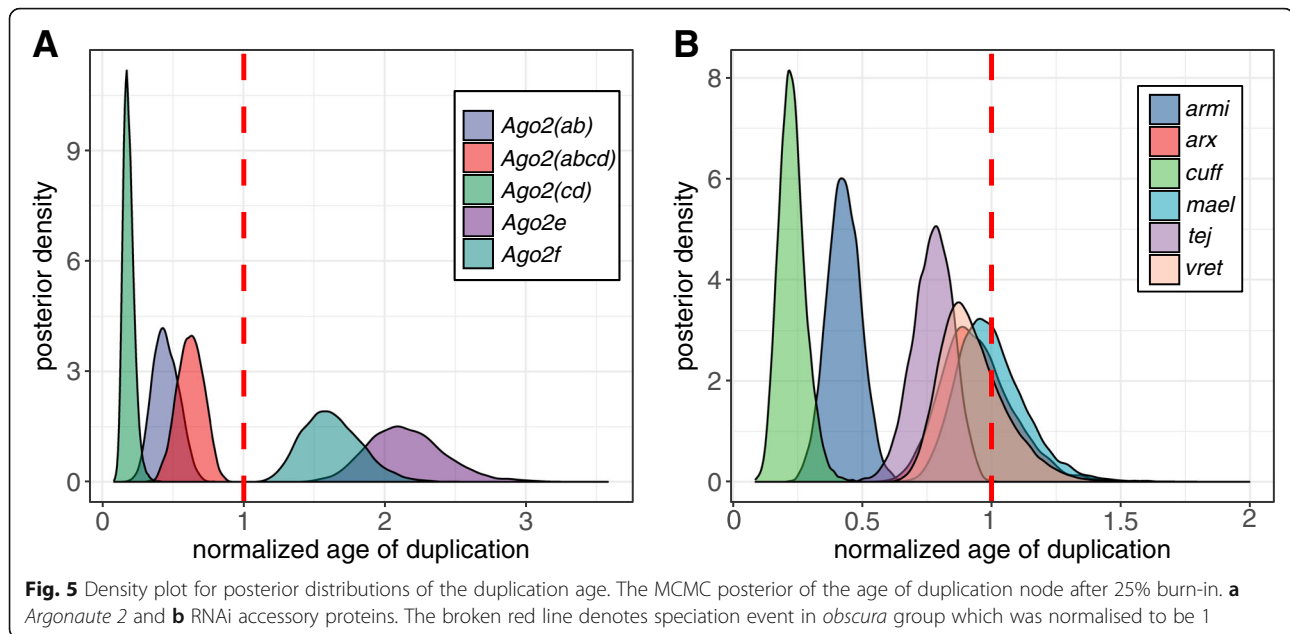 A
B
posterior density
9
6
3
0
0
1
2
3
normalized age of duplication
Ago2(ab)
Ago2(abcd)
Ago2(cd)
Ago2e
Ago2f
posterior density
8
6
4
2
0
0
0.5
1
1.5
2
normalized age of duplication
armi
arx
cuff
mael
tej
vret
Fig. 5 Density plot for posterior distributions of the duplication age. The MCMC posterior of the age of duplication node after 25% burn-in. a
Argonaute 2 and b RNAi accessory proteins. The broken red line denotes speciation event in obscura group which was normalised to be 1